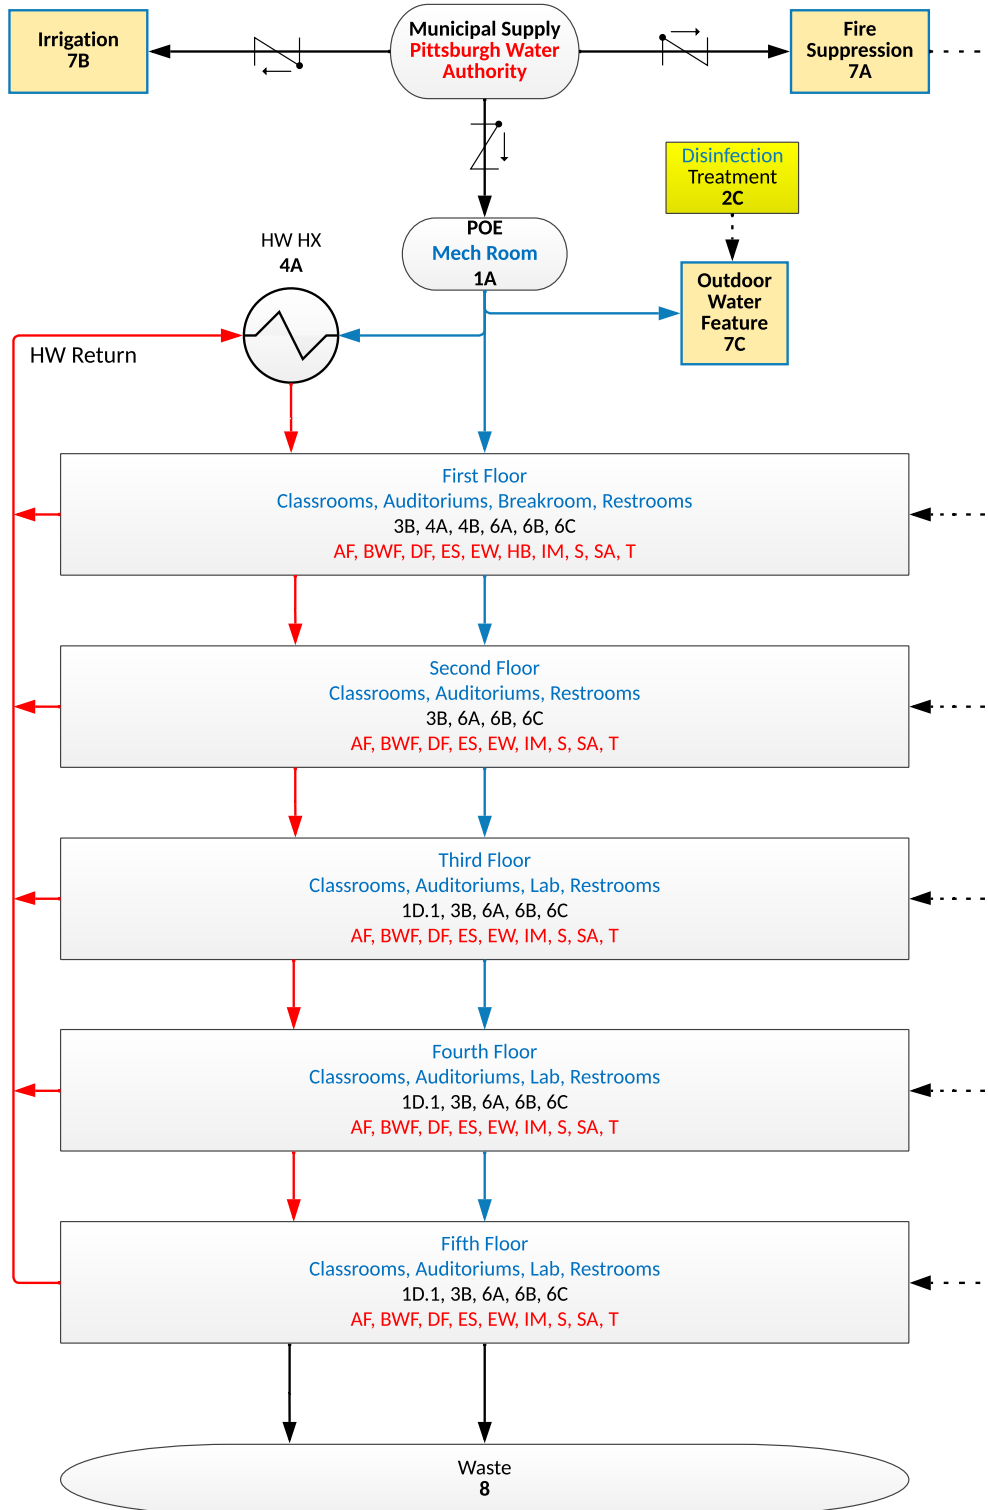 Irrigation
7B
Municipal Supply
Pittsburgh Water
Authority
Fire
Suppression
7A
Disinfection
Treatment
2C
POE
Mech Room
1A
HW HX
4A
Outdoor
Water
Feature
7C
HW Return
First Floor
Classrooms, Auditoriums, Breakroom, Restrooms
3B, 4A, 4B, 6A, 6B, 6C
AF, BWF, DF, ES, EW, HB, IM, S, SA, T
Second Floor
Classrooms, Auditoriums, Restrooms
3B, 6A, 6B, 6C
AF, BWF, DF, ES, EW, IM, S, SA, T
Third Floor
Classrooms, Auditoriums, Lab, Restrooms
1D.1, 3B, 6A, 6B, 6C
AF, BWF, DF, ES, EW, IM, S, SA, T
Fourth Floor
Classrooms, Auditoriums, Lab, Restrooms
1D.1, 3B, 6A, 6B, 6C
AF, BWF, DF, ES, EW, IM, S, SA, T
Fifth Floor
Classrooms, Auditoriums, Lab, Restrooms
1D.1, 3B, 6A, 6B, 6C
AF, BWF, DF, ES, EW, IM, S, SA, T
Waste
8